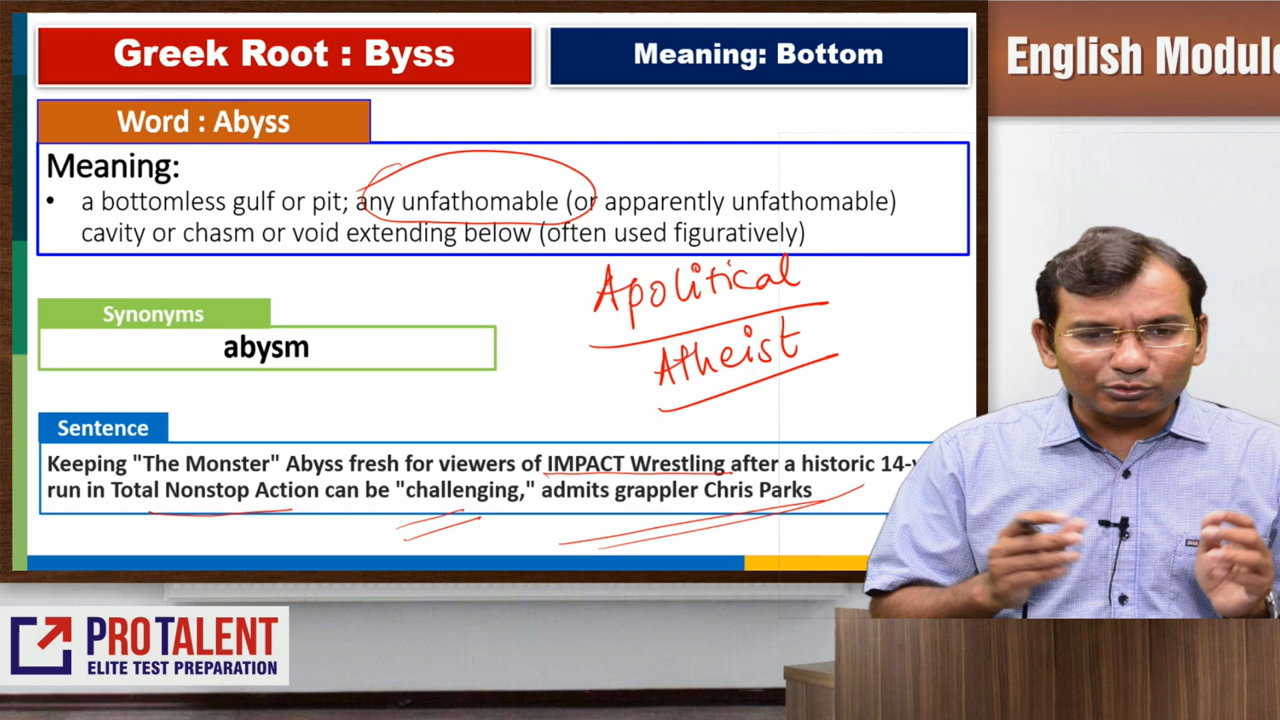 Greek Root : Byss
Meaning: Bottom
English Module
Word : Abyss
Meaning:
• a bottomless gulf or pit; any unfathomable (or apparently unfathomable)
cavity or chasm or void extending below (often used figuratively)
Apolitical
Atheist
Synonyms
abysm
Sentence
Keeping "The Monster" Abyss fresh for viewers of IMPACT Wrestling after a historic 14-
run in Total Nonstop Action can be "challenging," admits grappler Chris Parks
PROTALENT
ELITE TEST PREPARATION